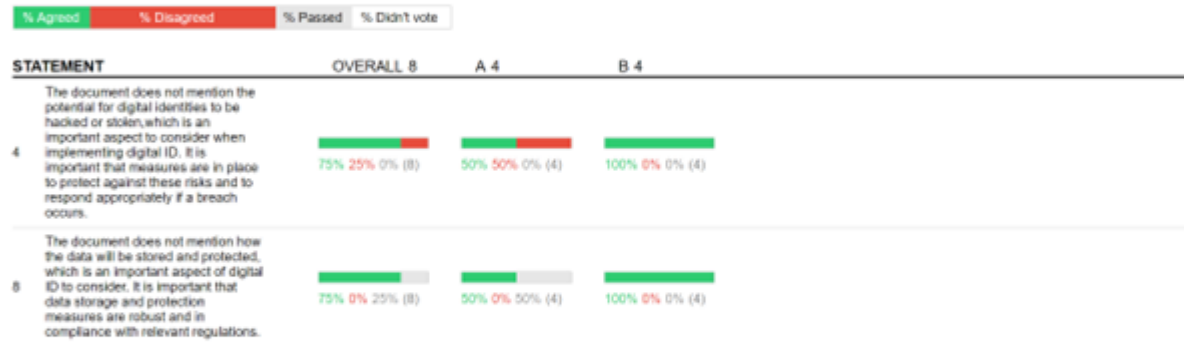 % Agreed % Disagreed % Passed % Didn't vote
STATEMENT OVERALL 8 A 4 B 4
The document does not mention the
potential for digital identities to be
hacked or stolen,which is an
important aspect to consider when
4 implementing digital ID. It is
important that measures are in place
to protect against these risks and to
respond appropriately if a breach
occurs.
75% 25% 0% (8) 50% 50% 0% (4) 100% 0% 0% (4)
The document does not mention how
the data will be stored and protected,
which is an important aspect of digital
8 ID to consider. It is important that
data storage and protection
measures are robust and in
compliance with relevant regulations.
75% 0% 25% (8) 50% 0% 50% (4) 100% 0% 0% (4)